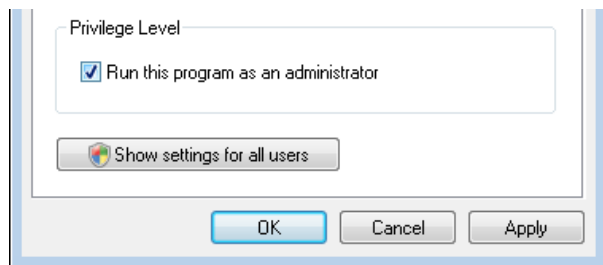 Privilege Level
Run this program as an administrator
Show settings for all users
OK Cancel Apply